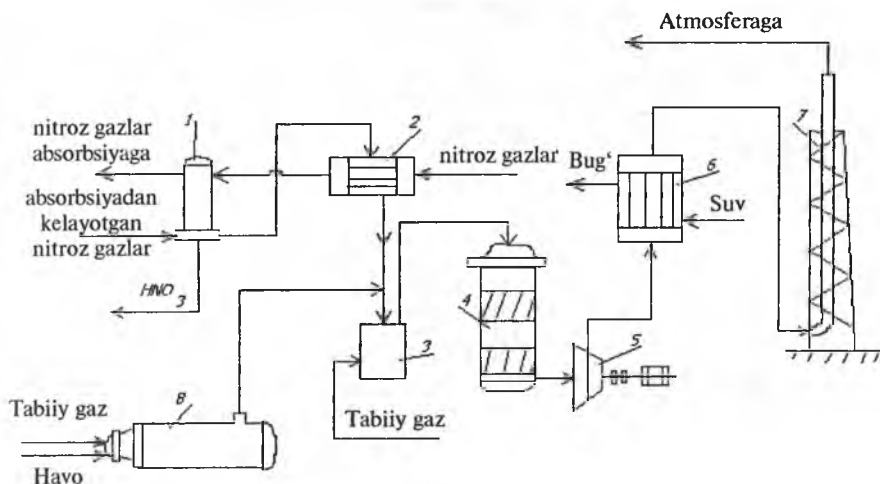 Atmosferaga
1
nitroz gazlar
absorbsiyaga
2
nitroz gazlar
Bug‘
7
6
Suv
absorbsiyadan
kelayotgan
nitroz gazlar
HNO3
4
5
3
8
Tabiiy gaz
Tabiiy gaz
Havo